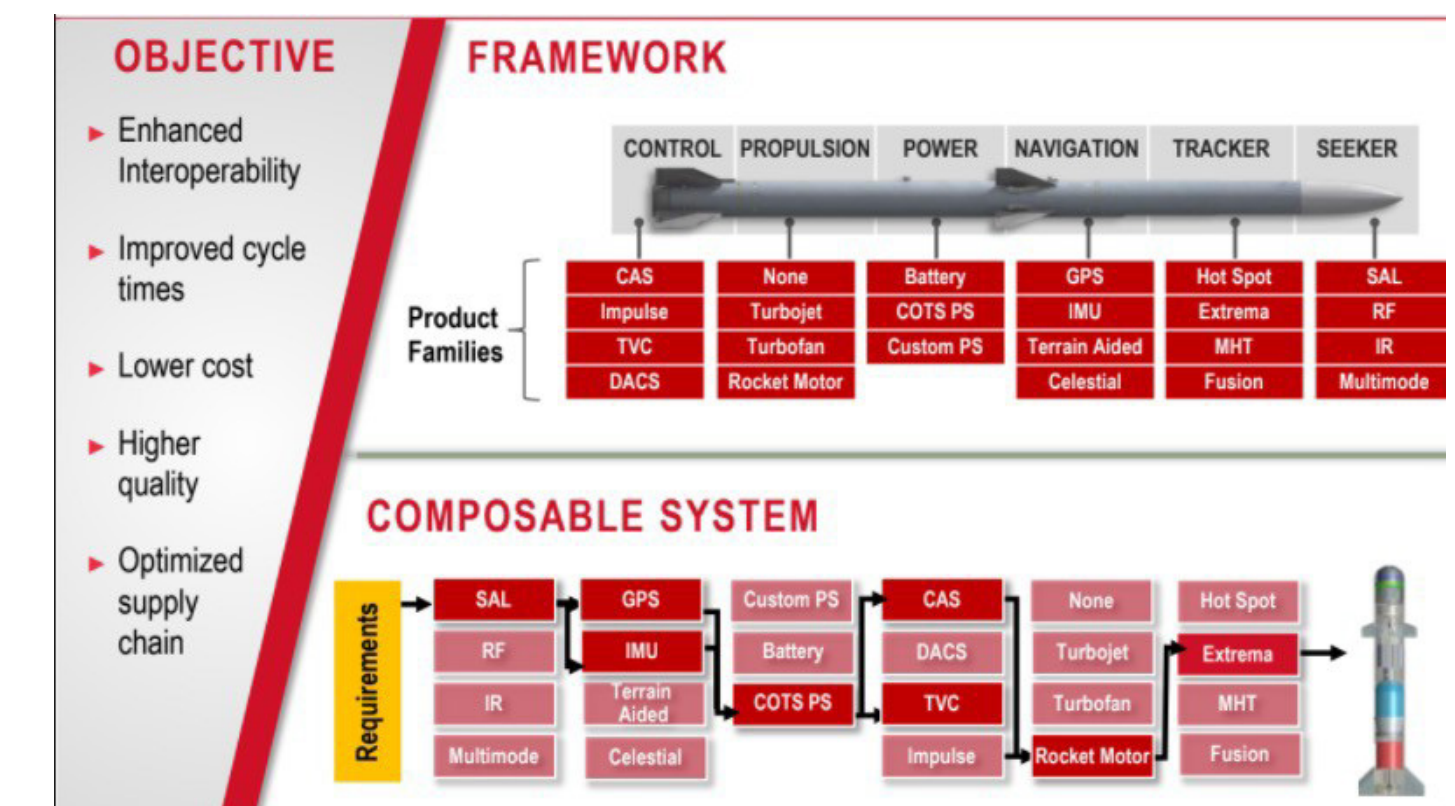 OBJECTIVE
Enhanced
Interoperability
Improved cycle
times
Lower cost
Higher
quality
Optimized
supply
chain
FRAMEWORK
CONTROL PROPULSION POWER NAVIGATION TRACKER SEEKER
Product
Families
CAS None Battery GPS Hot Spot SAL
Impulse Turbojet COTS PS IMU Extrema RF
TVC Turbofan Custom PS Terrain Aided MHT IR
DACS Rocket Motor Celestial Fusion Multimode
COMPOSABLE SYSTEM
Requirements
SAL GPS Custom PS CAS None Hot Spot
RF IMU Battery DACS Turbojet Extrema
IR Terrain
Aided COTS PS TVC Turbofan MHT
Multimode Celestial Impulse Rocket Motor Fusion